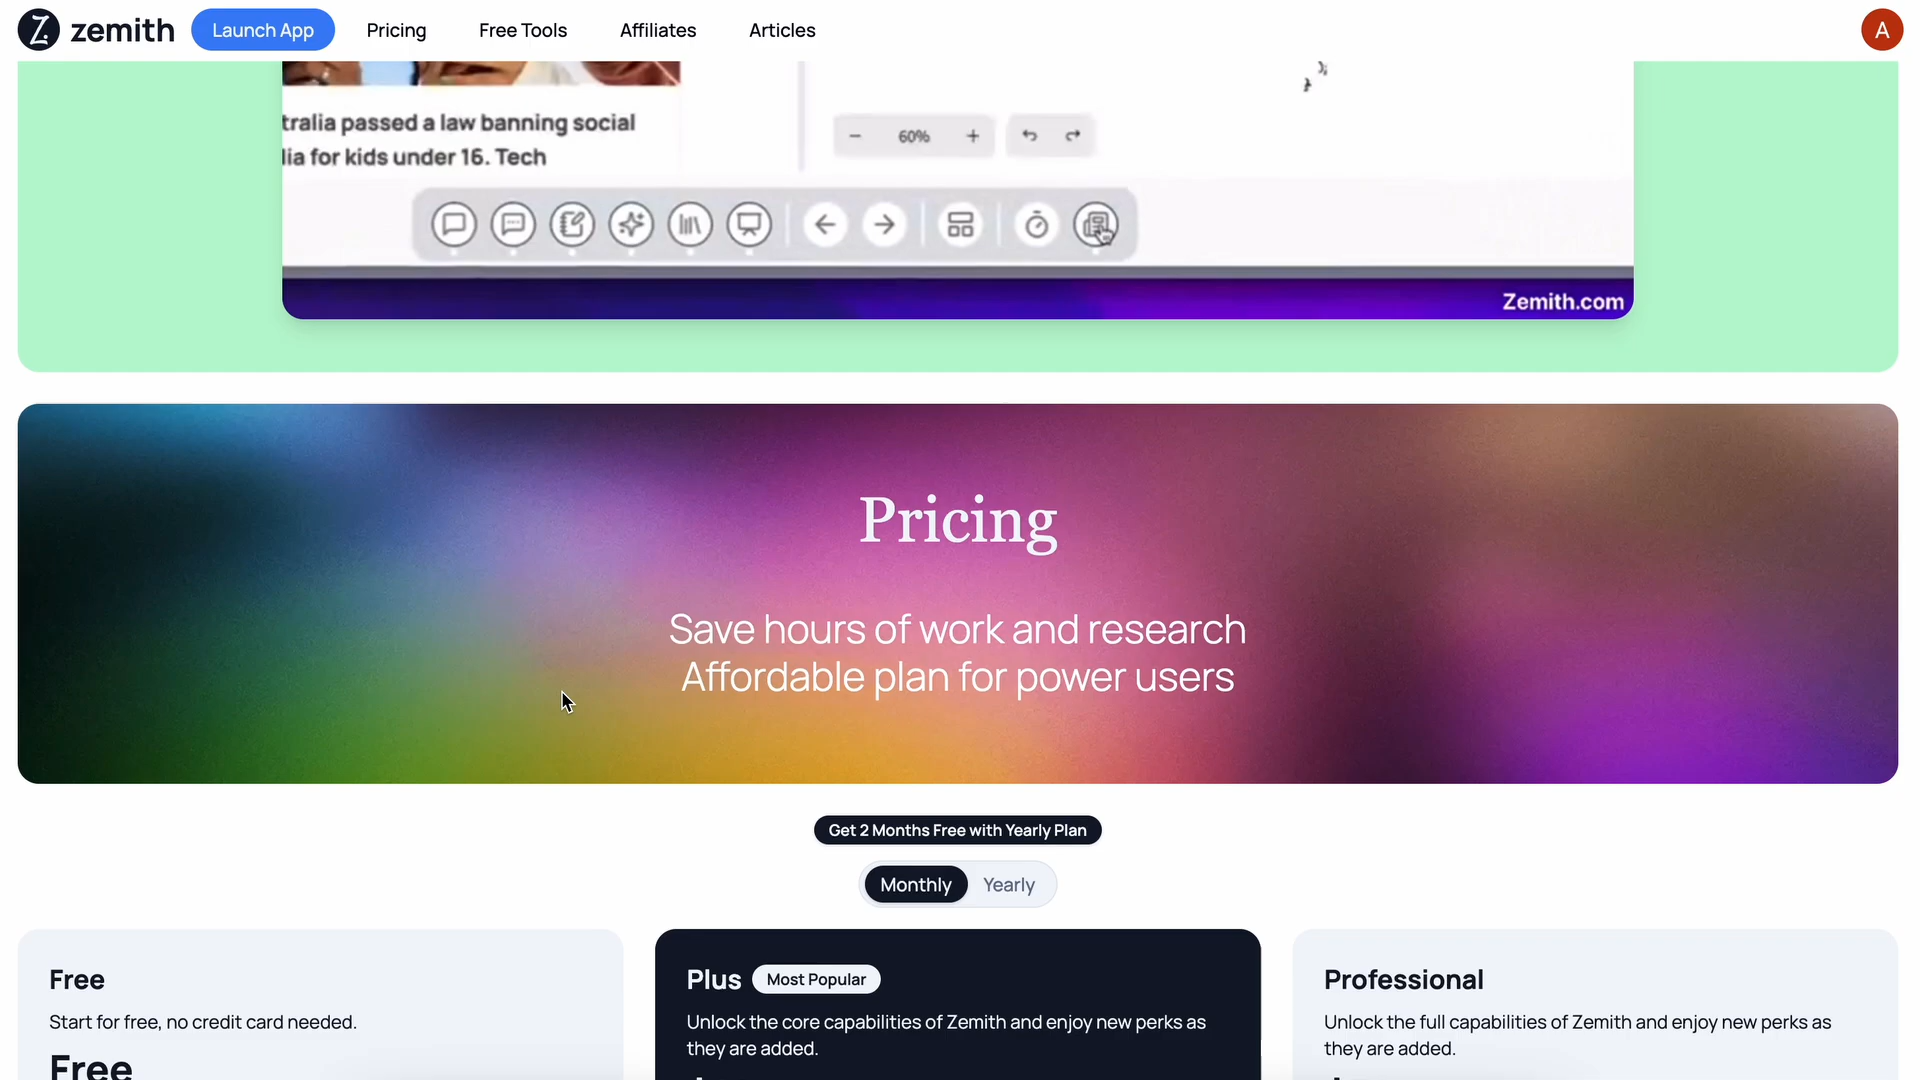 zemith
Launch App
Pricing
Free Tools
Affiliates
Articles
A
tralia passed a law banning social
lia for kids under 16. Tech
};
}
− 60% +
Zemith.com
Pricing
Save hours of work and research
Affordable plan for power users
Get 2 Months Free with Yearly Plan
Monthly Yearly
Free
Start for free, no credit card needed.
Free
Plus Most Popular
Unlock the core capabilities of Zemith and enjoy new perks as
they are added.
Professional
Unlock the full capabilities of Zemith and enjoy new perks as
they are added.